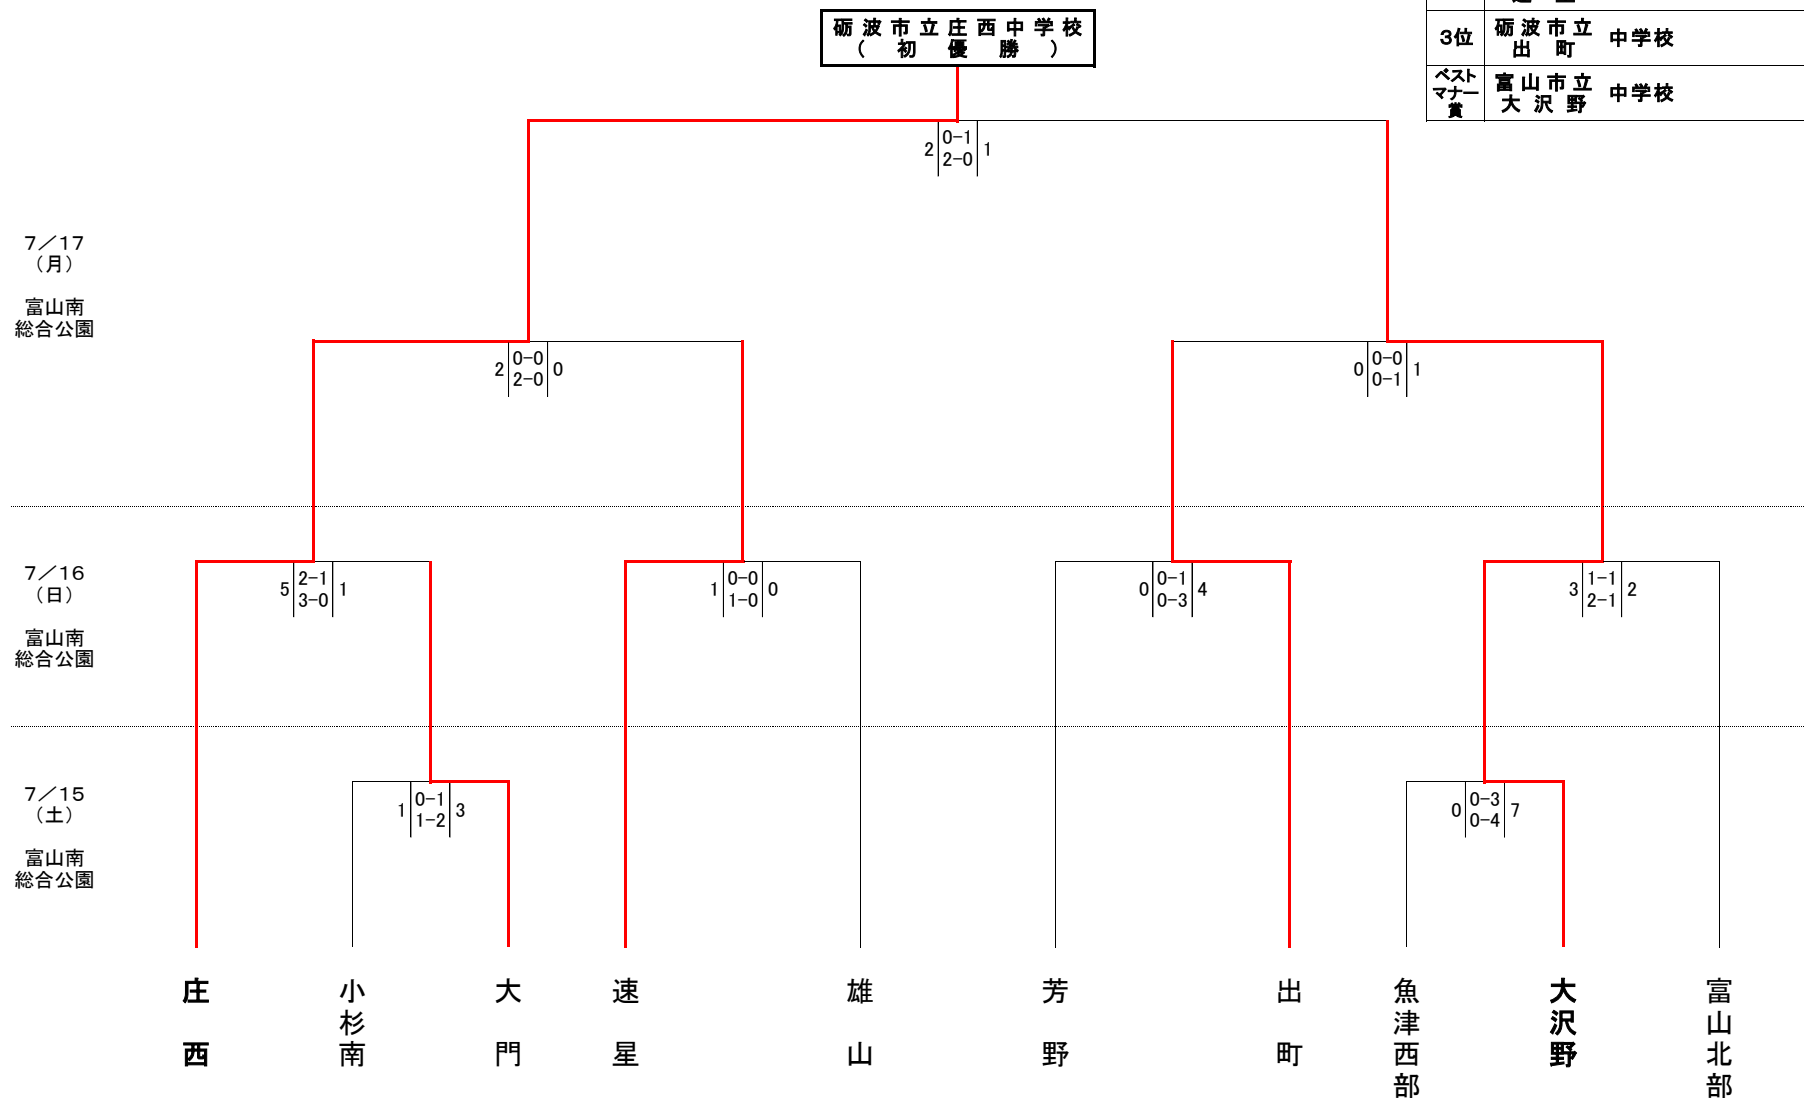 砺波市立庄西中学校
（初優勝）
3位 砺波市立出町 中学校
ベストマナー賞 富山市立大沢野 中学校
2 0-1 1
2-0
7／17
（月）
富山南
総合公園
2 0-0 0
2-0
0 0-0 1
0-1
7／16
（日）
富山南
総合公園
5 2-1 1
3-0
1 0-0 0
1-0
0 0-1 4
0-3
3 1-1 2
2-1
7／15
（土）
富山南
総合公園
1 0-1 3
1-2
0 0-3 7
0-4
庄西
小杉南
大門
速星
雄山
芳野
出町
魚津西部
大沢野
富山北部